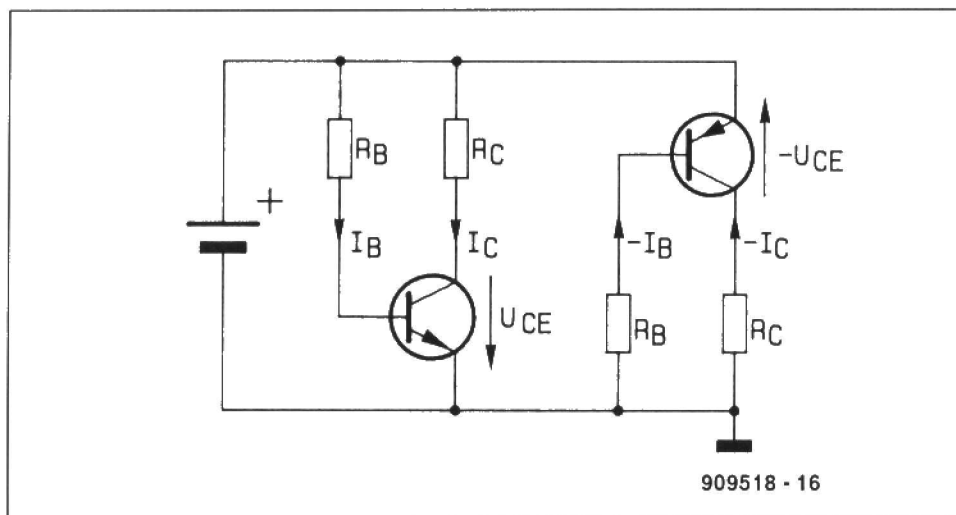 +
RB
RC
IB
IC
UCE
-UCE
-IB
-IC
RB
RC
909518 - 16